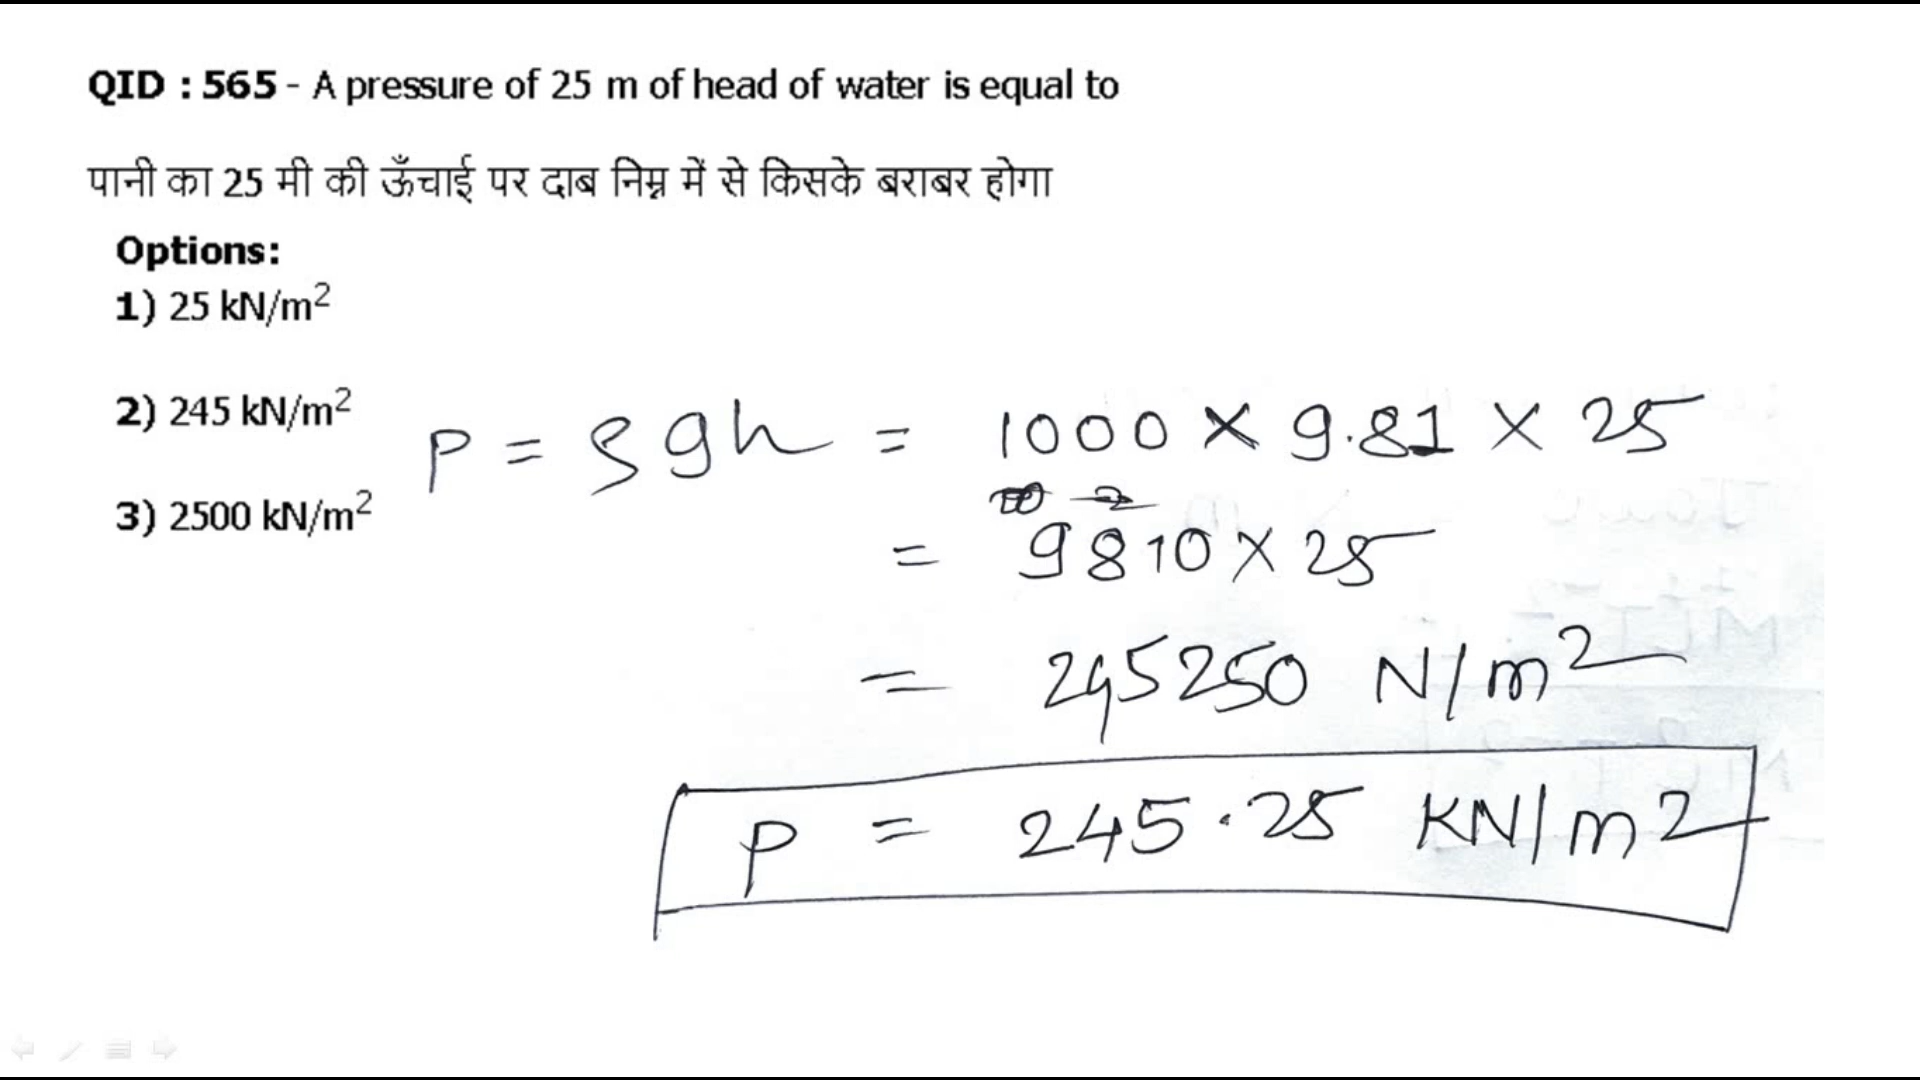 QID : 565 - A pressure of 25 m of head of water is equal to
पानी का 25 मी की ऊँचाई पर दाब निम्न में से किसके बराबर होगा
Options:
1) 25 kN/m²
2) 245 kN/m²
P = ρgh = 1000 × 9.81 × 25
3) 2500 kN/m²
= 9810 × 25
= 245250 N/m²
P = 245.25 KN/m²